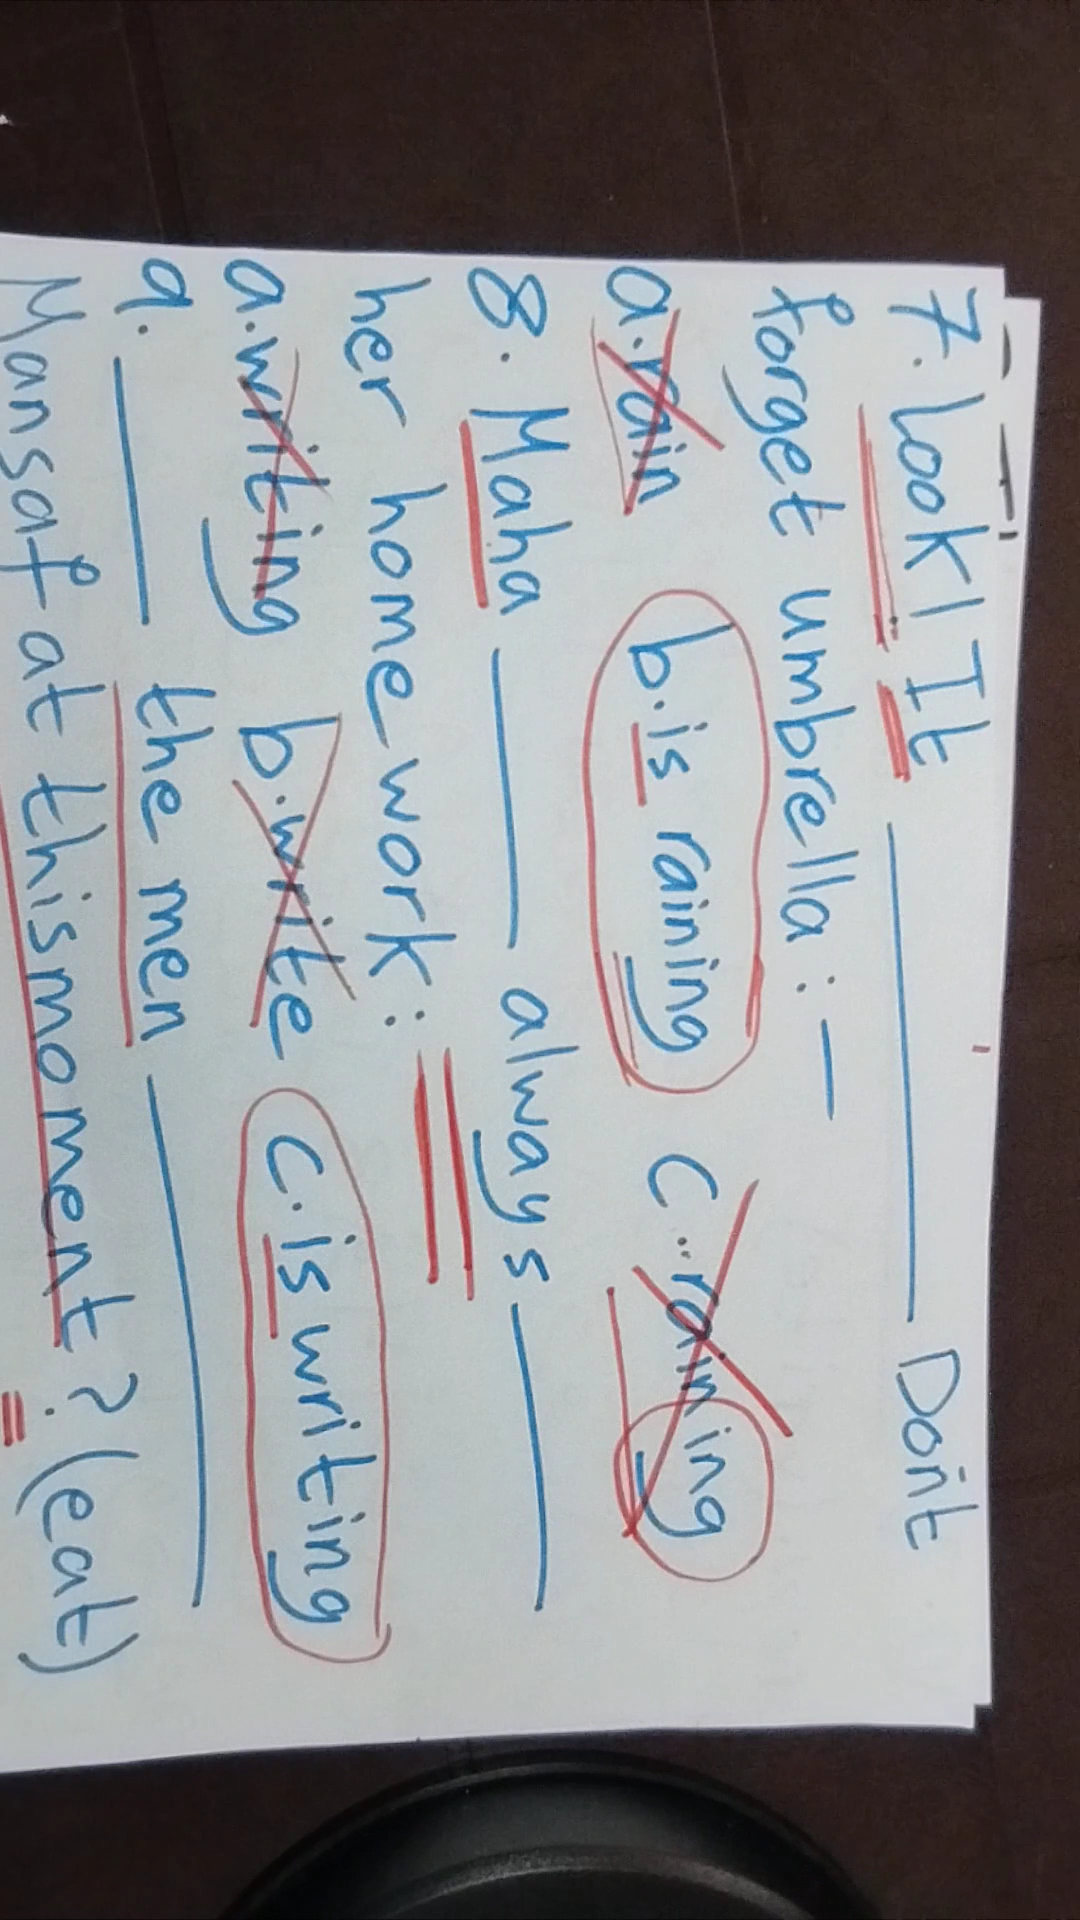 7. Look! It ________ Don't
forget umbrella : —
a. rain b. is raining c. raining
8. Maha ______ always ______
her homework :
a. writing b. write c. is writing
9. ______ the men ________
Mansaf at this moment ? (eat)